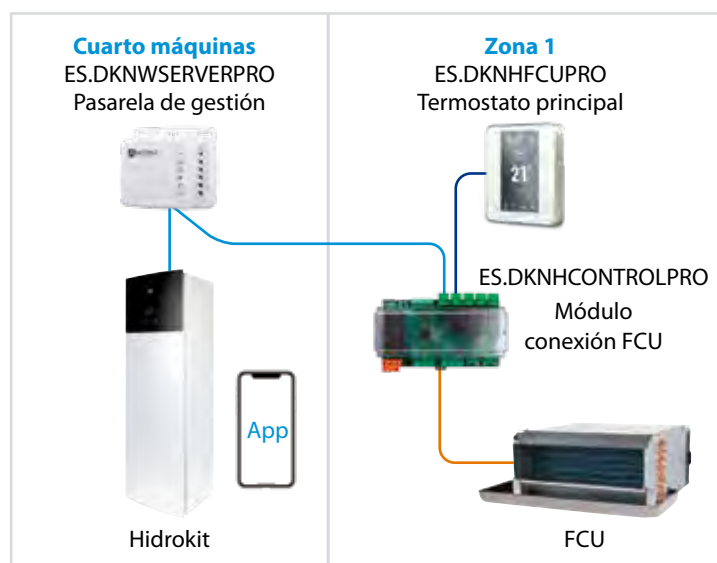 Cuarto máquinas
ES.DKNWSERVERPRO
Pasarela de gestión
App
Hidrokit
Zona 1
ES.DKNHFCUPRO
Termostato principal
21
ES.DKNHCONTROLPRO
Módulo
conexión FCU
FCU